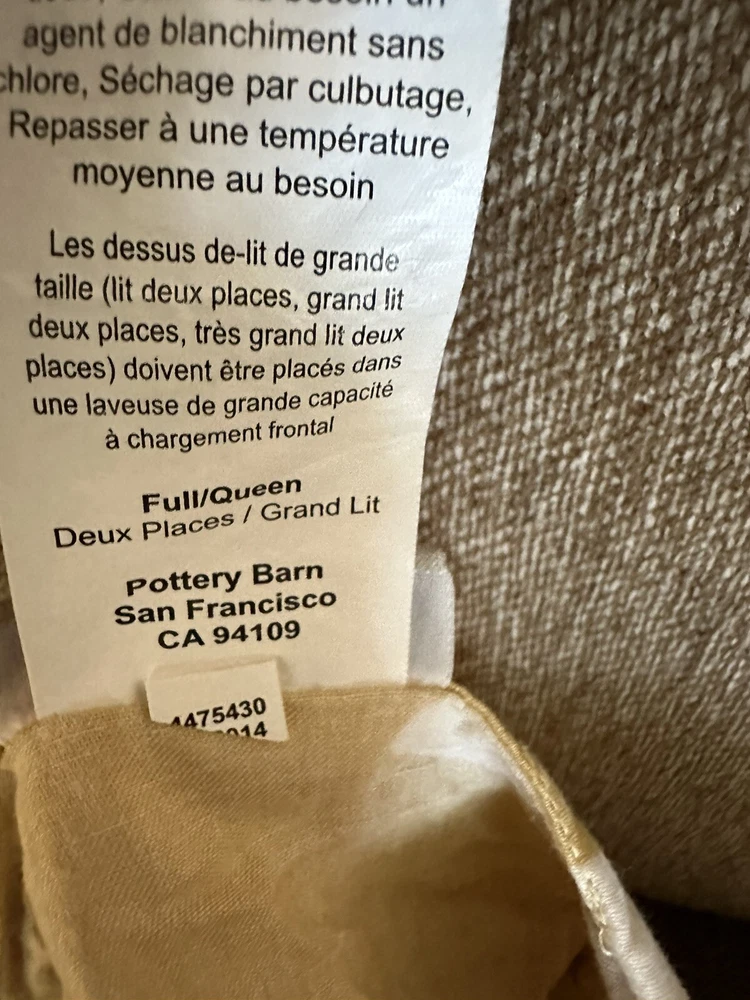 agent de blanchiment sans
chlore, Séchage par culbutage,
Repasser à une température
moyenne au besoin
Les dessus de-lit de grande
taille (lit deux places, grand lit
deux places, très grand lit deux
places) doivent être placés dans
une laveuse de grande capacité
à chargement frontal
Full/Queen
Deux Places / Grand Lit
Pottery Barn
San Francisco
CA 94109
4475430